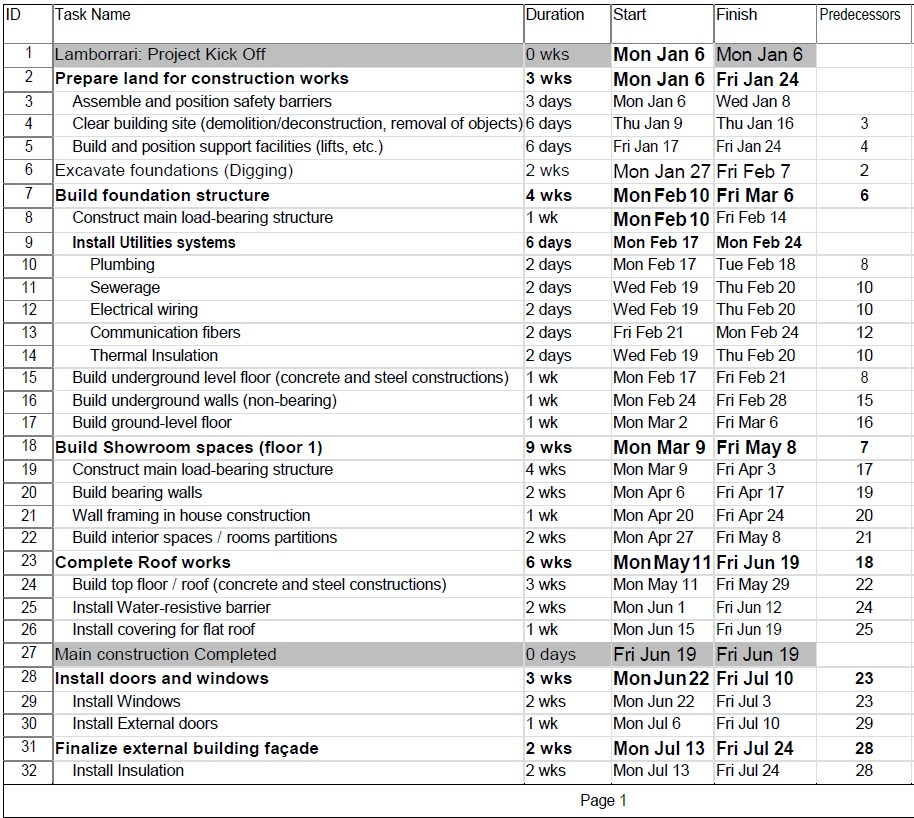 ID Task Name Duration Start Finish Predecessors
1 Lamborrari: Project Kick Off 0 wks Mon Jan 6 Mon Jan 6
2 Prepare land for construction works 3 wks Mon Jan 6 Fri Jan 24
3 Assemble and position safety barriers 3 days Mon Jan 6 Wed Jan 8
4 Clear building site (demolition/deconstruction, removal of objects) 6 days Thu Jan 9 Thu Jan 16 3
5 Build and position support facilities (lifts, etc.) 6 days Fri Jan 17 Fri Jan 24 4
6 Excavate foundations (Digging) 2 wks Mon Jan 27 Fri Feb 7 2
7 Build foundation structure 4 wks Mon Feb 10 Fri Mar 6 6
8 Construct main load-bearing structure 1 wk Mon Feb 10 Fri Feb 14
9 Install Utilities systems 6 days Mon Feb 17 Mon Feb 24
10 Plumbing 2 days Mon Feb 17 Tue Feb 18 8
11 Sewerage 2 days Wed Feb 19 Thu Feb 20 10
12 Electrical wiring 2 days Wed Feb 19 Thu Feb 20 10
13 Communication fibers 2 days Fri Feb 21 Mon Feb 24 12
14 Thermal Insulation 2 days Wed Feb 19 Thu Feb 20 10
15 Build underground level floor (concrete and steel constructions) 1 wk Mon Feb 17 Fri Feb 21 8
16 Build underground walls (non-bearing) 1 wk Mon Feb 24 Fri Feb 28 15
17 Build ground-level floor 1 wk Mon Mar 2 Fri Mar 6 16
18 Build Showroom spaces (floor 1) 9 wks Mon Mar 9 Fri May 8 7
19 Construct main load-bearing structure 4 wks Mon Mar 9 Fri Apr 3 17
20 Build bearing walls 2 wks Mon Apr 6 Fri Apr 17 19
21 Wall framing in house construction 1 wk Mon Apr 20 Fri Apr 24 20
22 Build interior spaces / rooms partitions 2 wks Mon Apr 27 Fri May 8 21
23 Complete Roof works 6 wks Mon May 11 Fri Jun 19 18
24 Build top floor / roof (concrete and steel constructions) 3 wks Mon May 11 Fri May 29 22
25 Install Water-resistive barrier 2 wks Mon Jun 1 Fri Jun 12 24
26 Install covering for flat roof 1 wk Mon Jun 15 Fri Jun 19 25
27 Main construction Completed 0 days Fri Jun 19 Fri Jun 19
28 Install doors and windows 3 wks Mon Jun 22 Fri Jul 10 23
29 Install Windows 2 wks Mon Jun 22 Fri Jul 3 23
30 Install External doors 1 wk Mon Jul 6 Fri Jul 10 29
31 Finalize external building façade 2 wks Mon Jul 13 Fri Jul 24 28
32 Install Insulation 2 wks Mon Jul 13 Fri Jul 24 28
Page 1